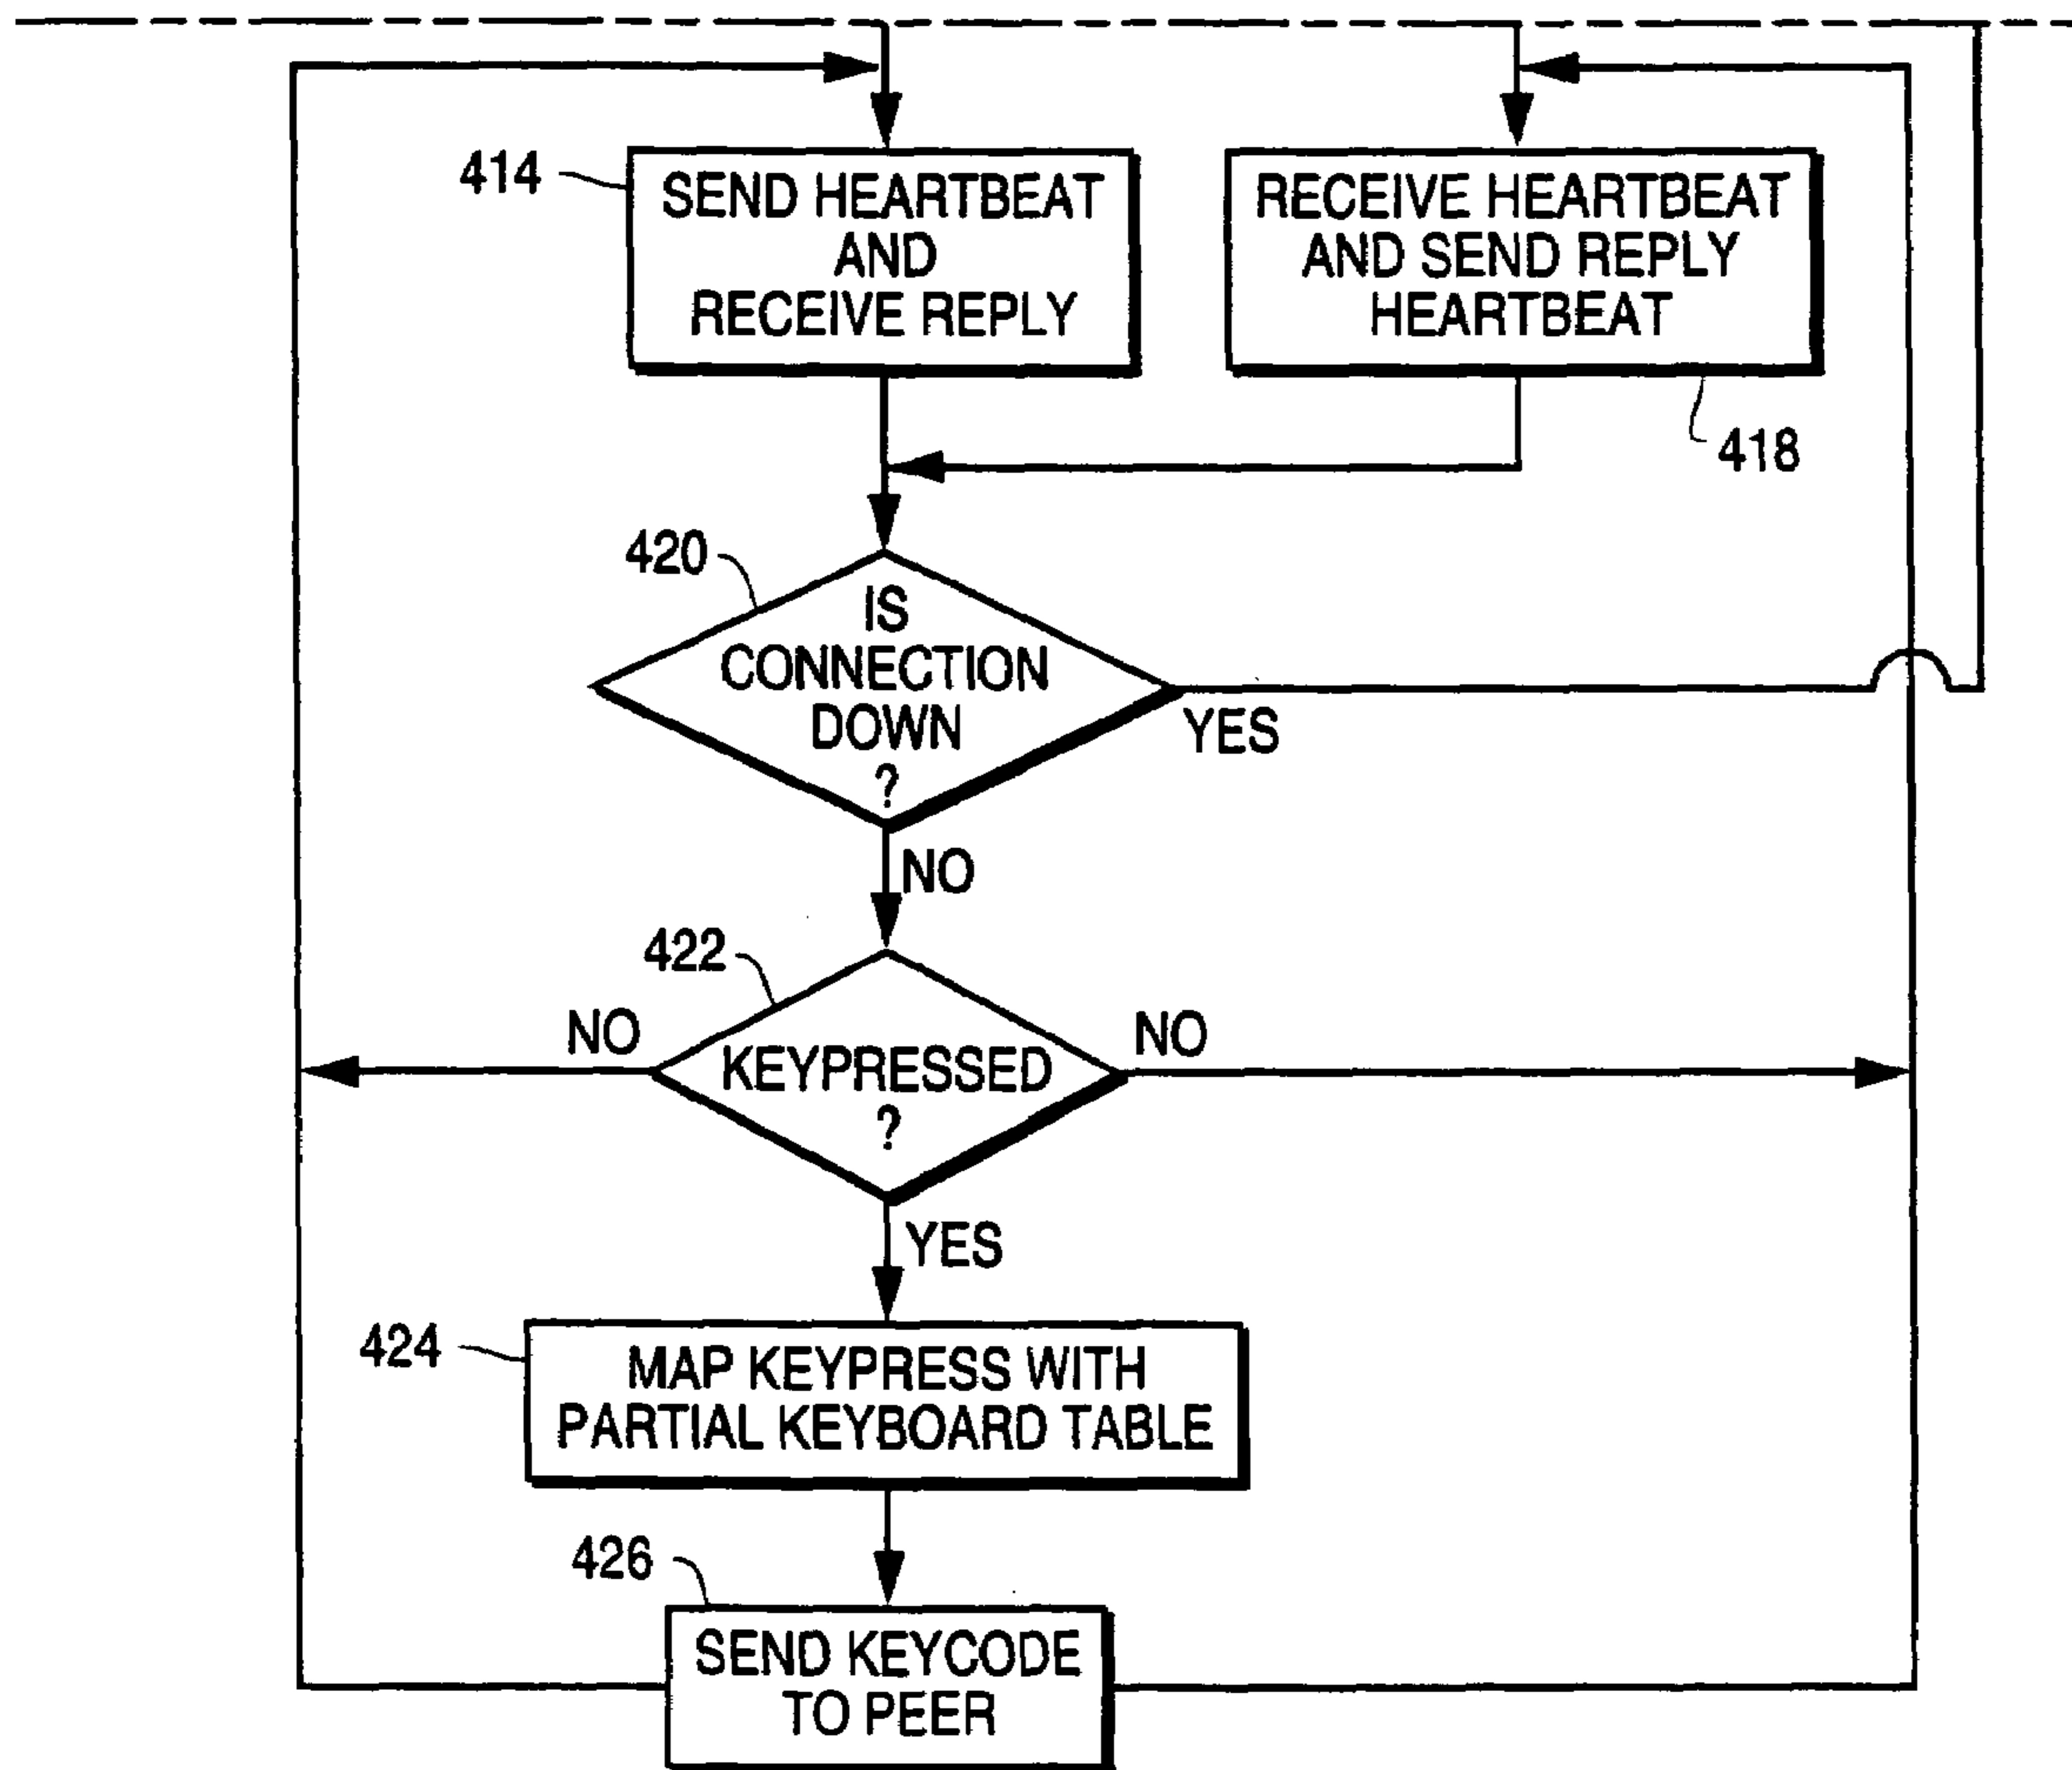 414
SEND HEARTBEAT
AND
RECEIVE REPLY
RECEIVE HEARTBEAT
AND SEND REPLY
HEARTBEAT
418
420
IS
CONNECTION
DOWN
?
YES
NO
422
NO
KEYPRESSED
?
NO
YES
424
MAP KEYPRESS WITH
PARTIAL KEYBOARD TABLE
426
SEND KEYCODE
TO PEER